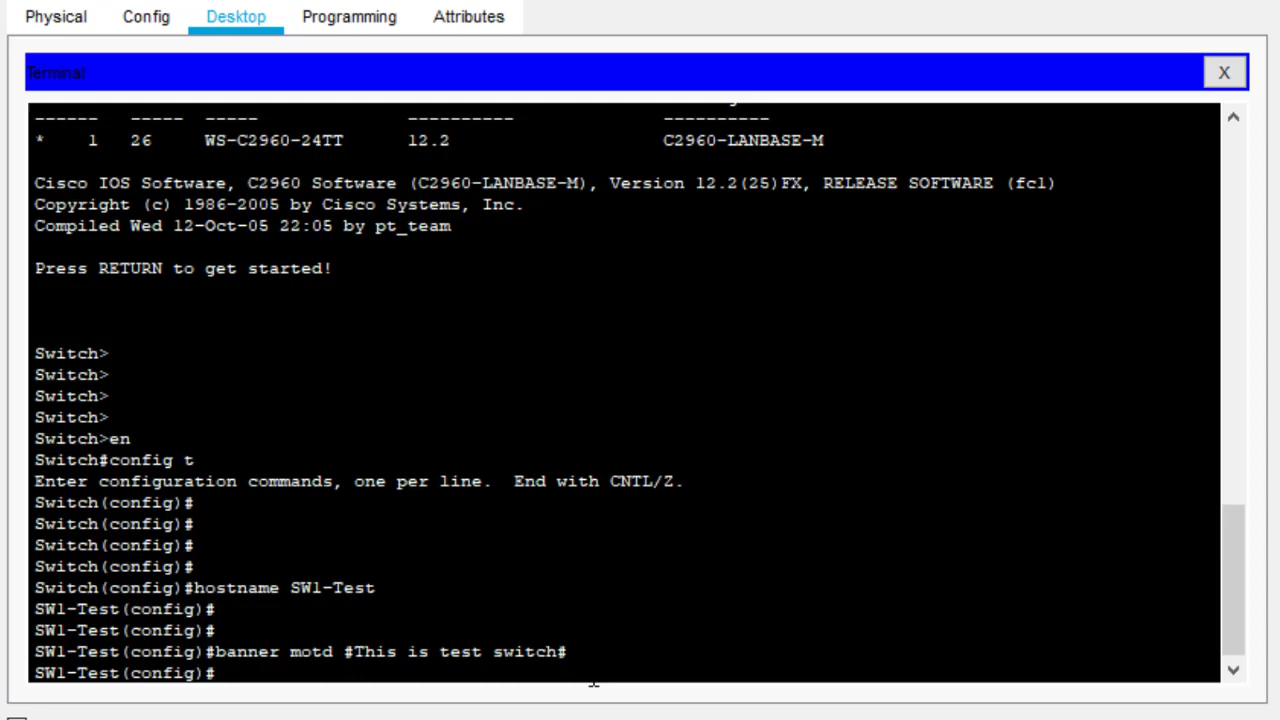 Physical Config Desktop Programming Attributes
Terminal X
------ ----- ----- ---------- ----------
* 1 26 WS-C2960-24TT 12.2 C2960-LANBASE-M
Cisco IOS Software, C2960 Software (C2960-LANBASE-M), Version 12.2(25)FX, RELEASE SOFTWARE (fc1)
Copyright (c) 1986-2005 by Cisco Systems, Inc.
Compiled Wed 12-Oct-05 22:05 by pt_team
Press RETURN to get started!
Switch>
Switch>
Switch>
Switch>
Switch>en
Switch#config t
Enter configuration commands, one per line.  End with CNTL/Z.
Switch(config)#
Switch(config)#
Switch(config)#
Switch(config)#
Switch(config)#hostname SW1-Test
SW1-Test(config)#
SW1-Test(config)#
SW1-Test(config)#banner motd #This is test switch#
SW1-Test(config)#